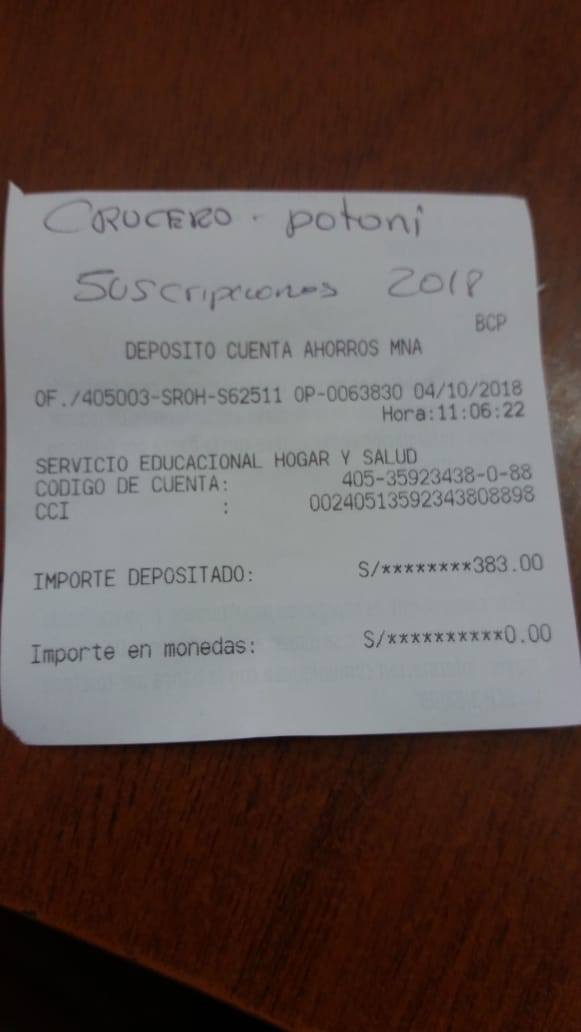 CRUCERO - potoni
Suscripciones 2018
BCP
DEPOSITO CUENTA AHORROS MNA
OF./405003-SROH-S62511 OP-0063830 04/10/2018
Hora:11:06:22
SERVICIO EDUCACIONAL HOGAR Y SALUD
CODIGO DE CUENTA: 405-35923438-0-88
CCI : 00240513592343808898
IMPORTE DEPOSITADO: S/********383.00
Importe en monedas: S/**********0.00